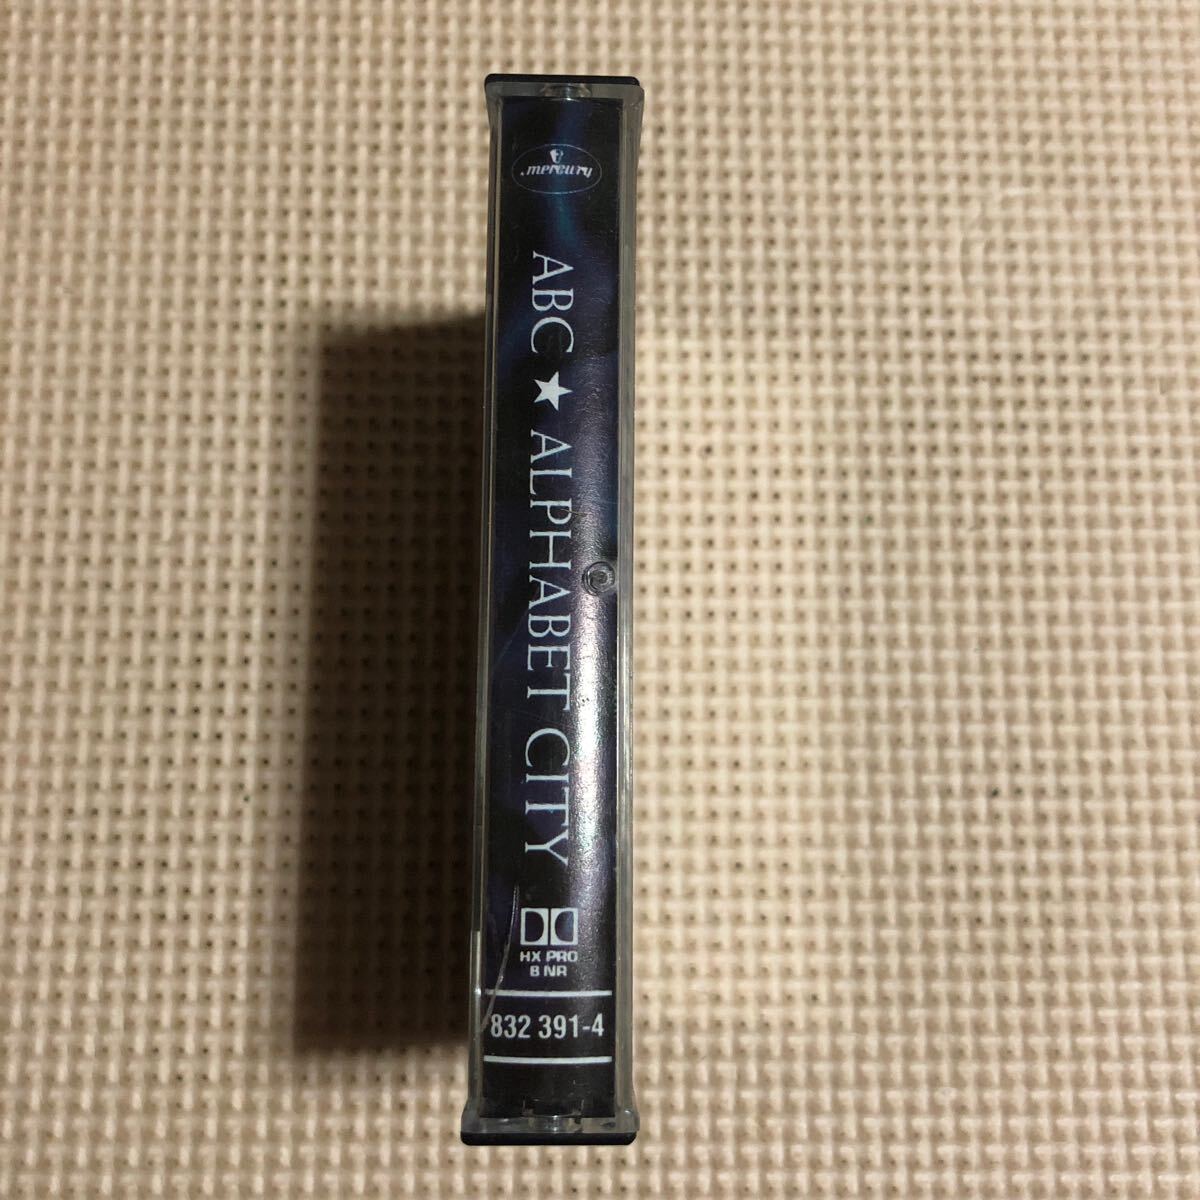 mercury
ABC ★ ALPHABET CITY
HX PRO
B NR
832 391-4